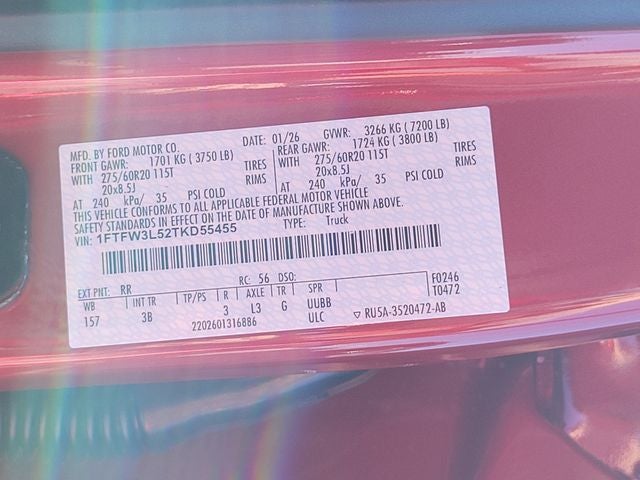 MFD. BY FORD MOTOR CO. DATE: 01/26 GVWR: 3266 KG ( 7200 LB)
FRONT GAWR: 1701 KG ( 3750 LB) REAR GAWR: 1724 KG ( 3800 LB)
WITH 275/60R20 115T TIRES WITH 275/60R20 115T TIRES
20x8.5J RIMS 20x8.5J RIMS
AT 240 kPa/ 35 PSI COLD AT 240 kPa/ 35 PSI COLD
THIS VEHICLE CONFORMS TO ALL APPLICABLE FEDERAL MOTOR VEHICLE
SAFETY STANDARDS IN EFFECT ON THE DATE OF MANUFACTURE SHOWN ABOVE.
VIN: 1FTFW3L52TKD55455 TYPE: Truck
EXT PNT: RR RC: 56 DSO: F0246
WB INT TR TP/PS R AXLE TR SPR T0472
157 3B 3 L3 G UUBB
2202601316886 ULC ▽ RU5A-3520472-AB